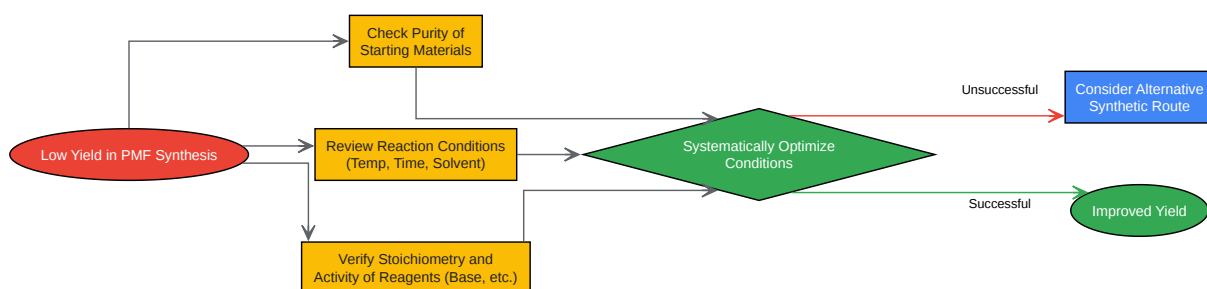 Check Purity of
Starting Materials
Unsuccessful
Consider Alternative
Synthetic Route
Low Yield in PMF Synthesis
Review Reaction Conditions
(Temp, Time, Solvent)
Systematically Optimize
Conditions
Successful
Improved Yield
Verify Stoichiometry and
Activity of Reagents (Base, etc.)